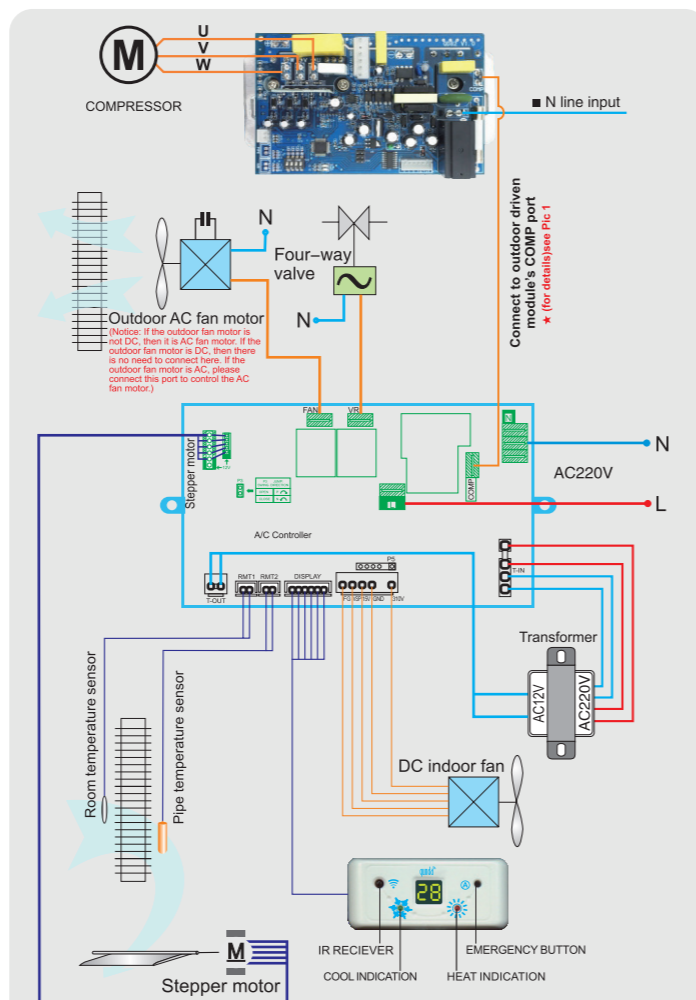 U
V
W
M
COMPRESSOR
■ N line input
Connect to outdoor driven
module's COMP port
★ (for details)see Pic 1
N
Four-way
valve
N
Outdoor AC fan motor
(Notice: If the outdoor fan motor is
not DC, then it is AC fan motor. If the
outdoor fan motor is DC, then there
is no need to connect here. If the
outdoor fan motor is AC, please
connect this port to control the AC
fan motor.)
FAN
VR
N
AC220V
L
COMP
Stepper motor
A/C Controller
T-OUT
RMT1
RMT2
DISPLAY
P5
FG
VSP
15V
GND
310V
T-IN
Transformer
AC12V
AC220V
Room temperature sensor
Pipe temperature sensor
DC indoor fan
28
IR RECIEVER
EMERGENCY BUTTON
COOL INDICATION
HEAT INDICATION
M
Stepper motor